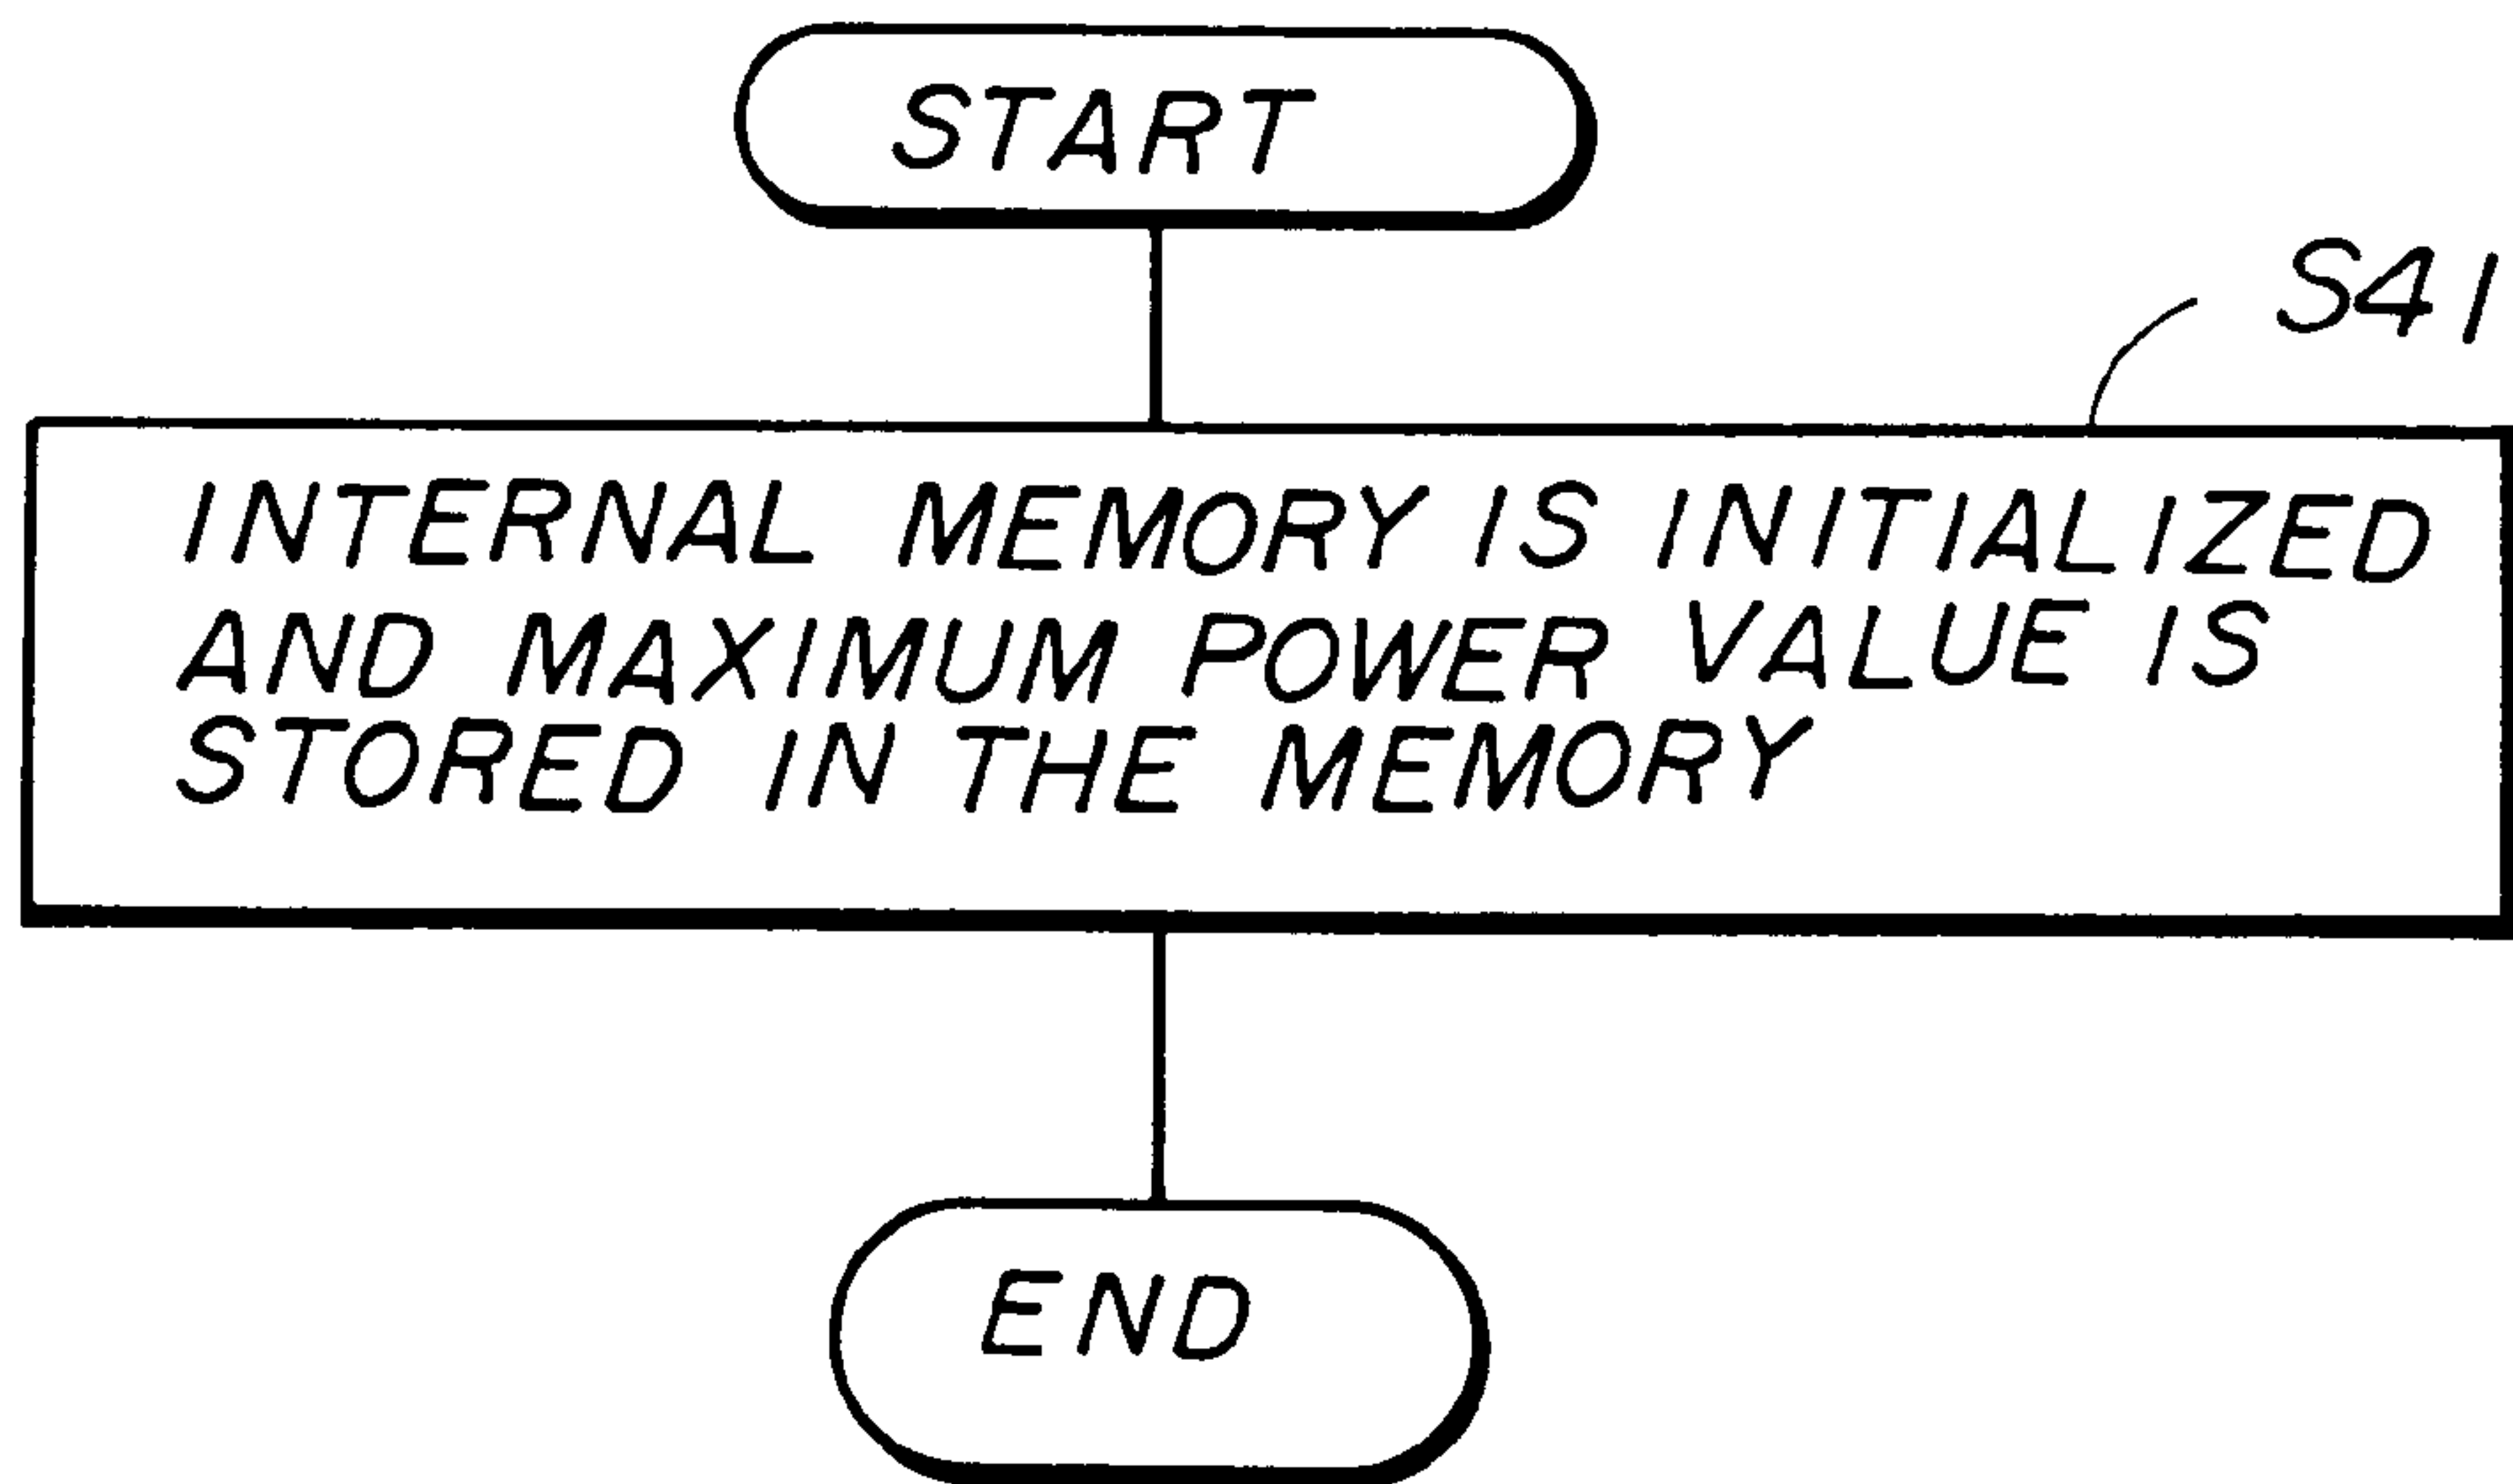 START
S41
INTERNAL MEMORY IS INITIALIZED
AND MAXIMUM POWER VALUE IS
STORED IN THE MEMORY
END